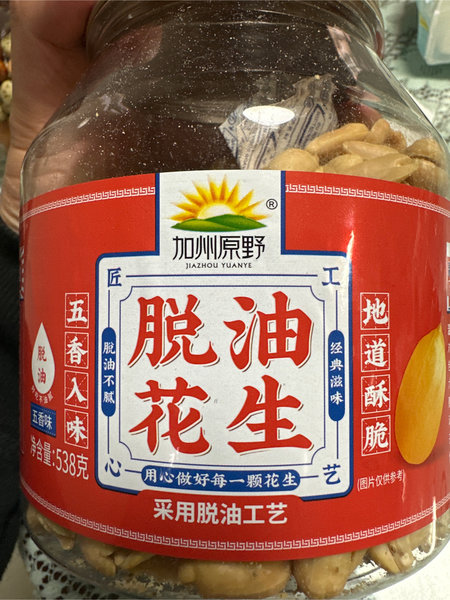 ®
加州原野
JIAZHOU YUANYE
匠心
工艺
脱油不腻
经典滋味
脱油
花生
用心做好每一颗花生
采用脱油工艺
五香入味
地道酥脆
脱油
五香味
净含量:538克
(图片仅供参考)